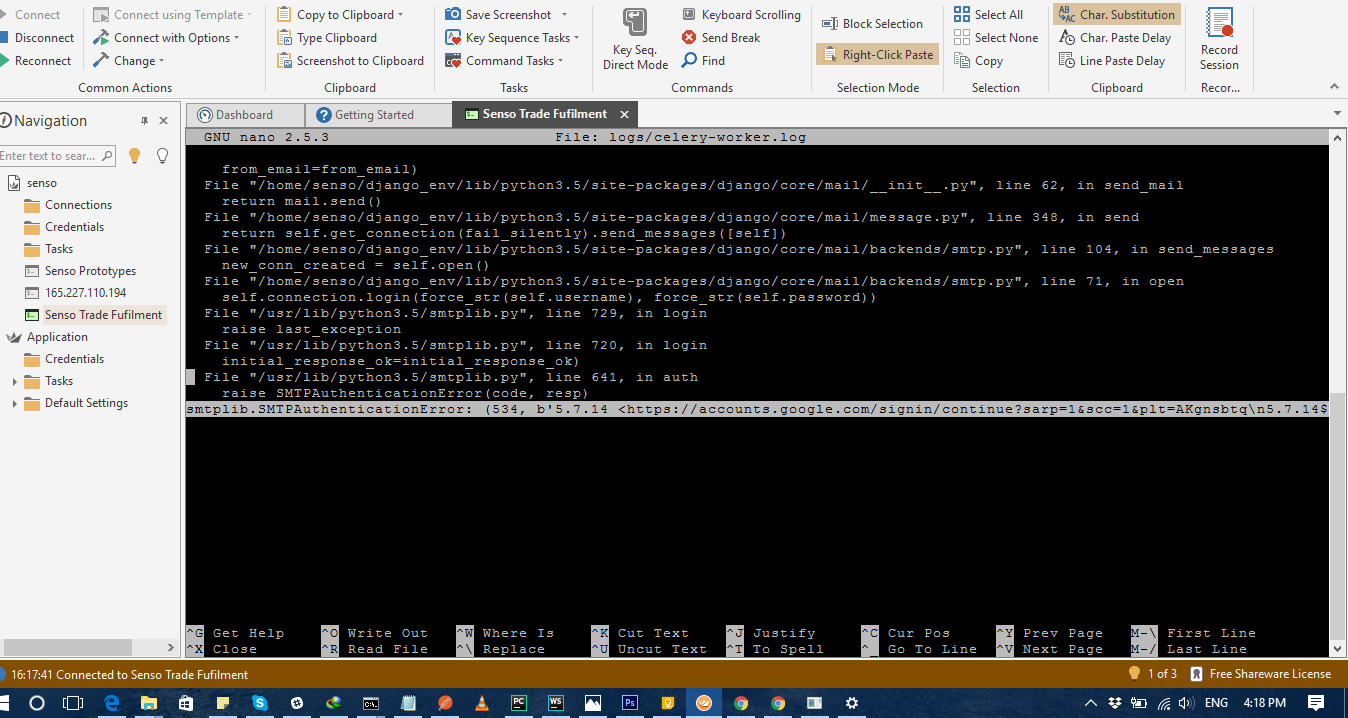 Connect
Connect using Template
Copy to Clipboard
Save Screenshot
Keyboard Scrolling
Select All
Char. Substitution
Disconnect
Connect with Options
Type Clipboard
Key Sequence Tasks
Key Seq.
Direct Mode
Send Break
Block Selection
Select None
Char. Paste Delay
Record
Session
Reconnect
Change
Screenshot to Clipboard
Command Tasks
Find
Right-Click Paste
Copy
Line Paste Delay
Common Actions
Clipboard
Tasks
Commands
Selection Mode
Selection
Clipboard
Recor...
Navigation
Dashboard
Getting Started
Senso Trade Fufilment
Enter text to sear...
senso
Connections
Credentials
Tasks
Senso Prototypes
165.227.110.194
Senso Trade Fufilment
Application
Credentials
Tasks
Default Settings
GNU nano 2.5.3 File: logs/celery-worker.log
from_email=from_email)
File "/home/senso/django_env/lib/python3.5/site-packages/django/core/mail/__init__.py", line 62, in send_mail
return mail.send()
File "/home/senso/django_env/lib/python3.5/site-packages/django/core/mail/message.py", line 348, in send
return self.get_connection(fail_silently).send_messages([self])
File "/home/senso/django_env/lib/python3.5/site-packages/django/core/mail/backends/smtp.py", line 104, in send_messages
new_conn_created = self.open()
File "/home/senso/django_env/lib/python3.5/site-packages/django/core/mail/backends/smtp.py", line 71, in open
self.connection.login(force_str(self.username), force_str(self.password))
File "/usr/lib/python3.5/smtplib.py", line 729, in login
raise last_exception
File "/usr/lib/python3.5/smtplib.py", line 720, in login
initial_response_ok=initial_response_ok)
File "/usr/lib/python3.5/smtplib.py", line 641, in auth
raise SMTPAuthenticationError(code, resp)
smtplib.SMTPAuthenticationError: (534, b'5.7.14 <https://accounts.google.com/signin/continue?sarp=1&scc=1&plt=AKgnsbtq\n5.7.14$
^G Get Help ^O Write Out ^W Where Is ^K Cut Text ^J Justify ^C Cur Pos ^Y Prev Page M-\ First Line
^X Close ^R Read File ^\ Replace ^U Uncut Text ^T To Spell ^_ Go To Line ^V Next Page M-/ Last Line
16:17:41 Connected to Senso Trade Fufilment
1 of 3
Free Shareware License
PC
WS
Ps
ENG
4:18 PM